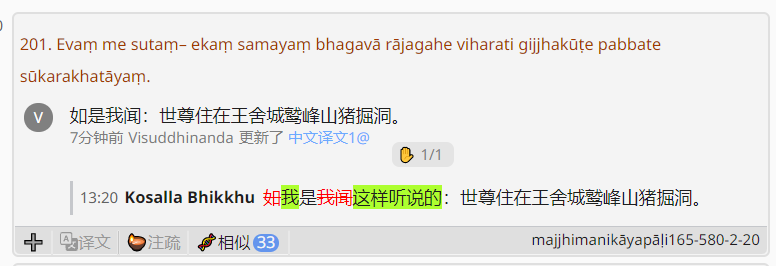 201. Evaṃ me sutaṃ– ekaṃ samayaṃ bhagavā rājagahe viharati gijjhakūṭe pabbate
sūkarakhatāyaṃ.
V 如是我闻：世尊住在王舍城鹫峰山猪掘洞。
7分钟前 Visuddhinanda 更新了 中文译文1@
1/1
13:20 Kosalla Bhikkhu 如我是我闻这样听说的：世尊住在王舍城鹫峰山猪掘洞。
译文 注疏 相似 33 majjhimanikāyapāḷi165-580-2-20